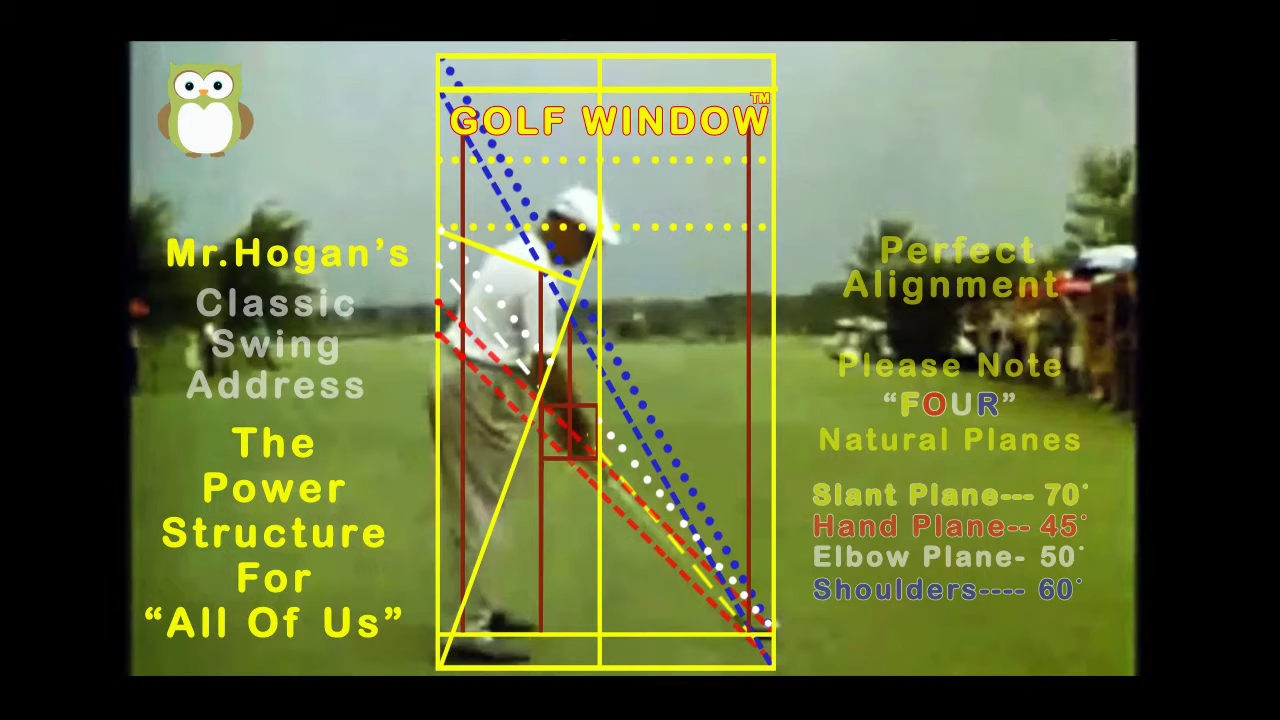 GOLF WINDOW™
Mr.Hogan’s
Classic
Swing
Address
The
Power
Structure
For
“All Of Us”
Perfect
Alignment
Please Note
“FOUR”
Natural Planes
Slant Plane--- 70°
Hand Plane-- 45°
Elbow Plane- 50°
Shoulders---- 60°